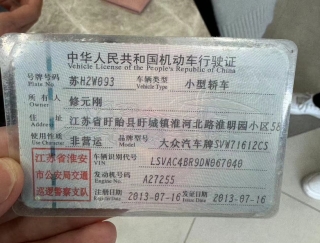 中华人民共和国机动车行驶证
Vehicle License of the People's Republic of China
号牌号码 苏HZW093 车辆类型 小型轿车
Plate No. Vehicle Type
所有人 修元刚
Owner
住址 江苏省盱眙县盱城镇淮河北路淮明园小区5
Address
使用性质 非营运 品牌型号 大众汽车牌SVW71612CS
Use Character Model
江苏省淮安 车辆识别代号 LSVAC4BR9DN067040
VIN
市公安局交通 发动机号码 A27255
Engine No.
巡逻警察支队 注册日期 2013-07-16 发证日期 2013-07-16
Issue Date